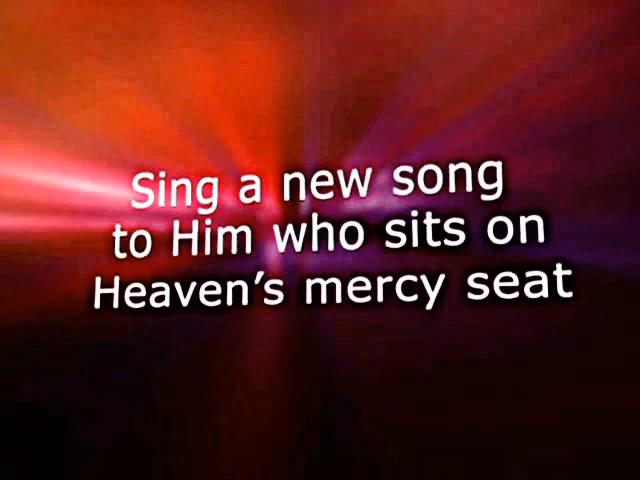 Sing a new song
to Him who sits on
Heaven's mercy seat